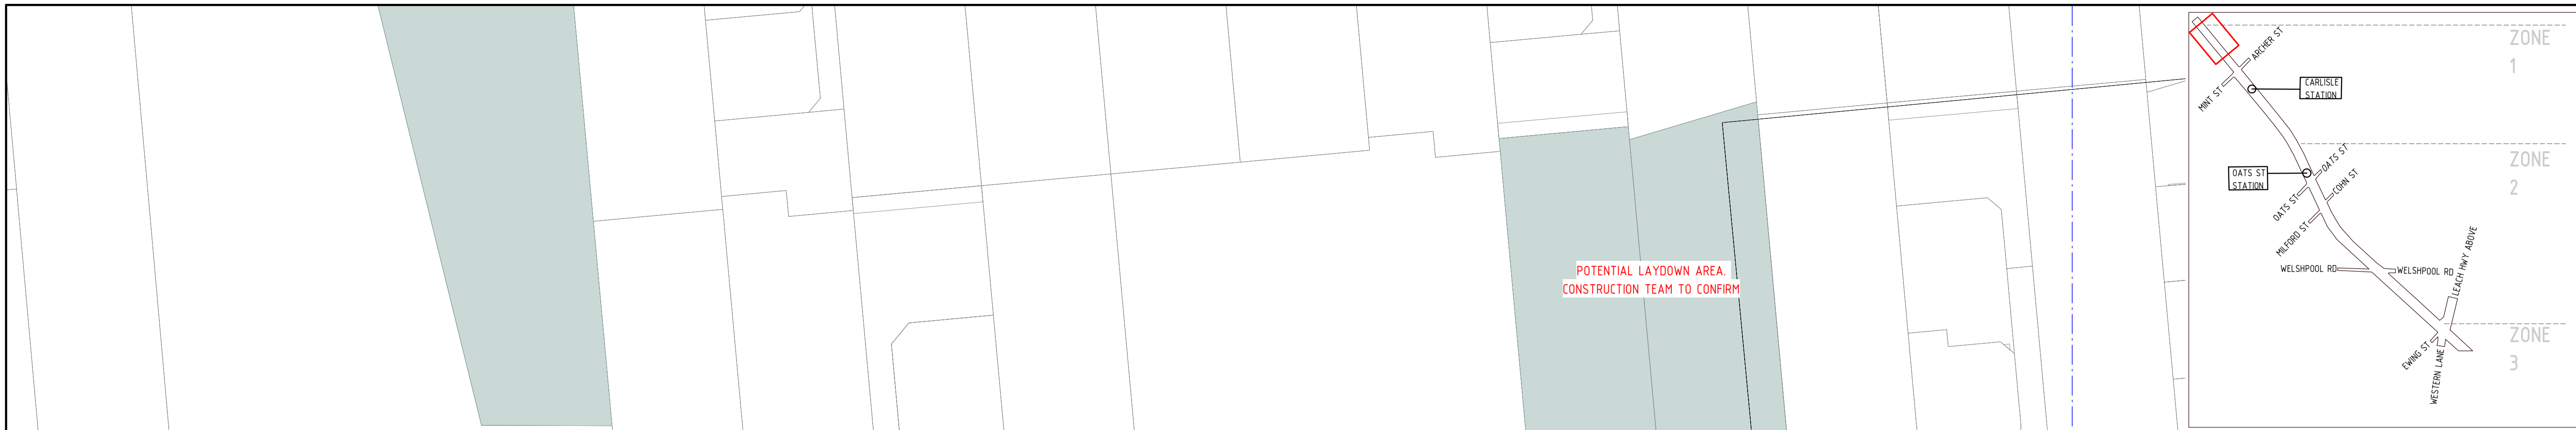 POTENTIAL LAYDOWN AREA.
CONSTRUCTION TEAM TO CONFIRM
ZONE
1
ARCHER ST
CARLISLE
STATION
MINT ST
ZONE
2
OATS ST
OATS ST
STATION
COHN ST
OATS ST
MILFORD ST
WELSHPOOL RD
WELSHPOOL RD
LEACH HWY ABOVE
ZONE
3
EWING ST
WESTERN LANE